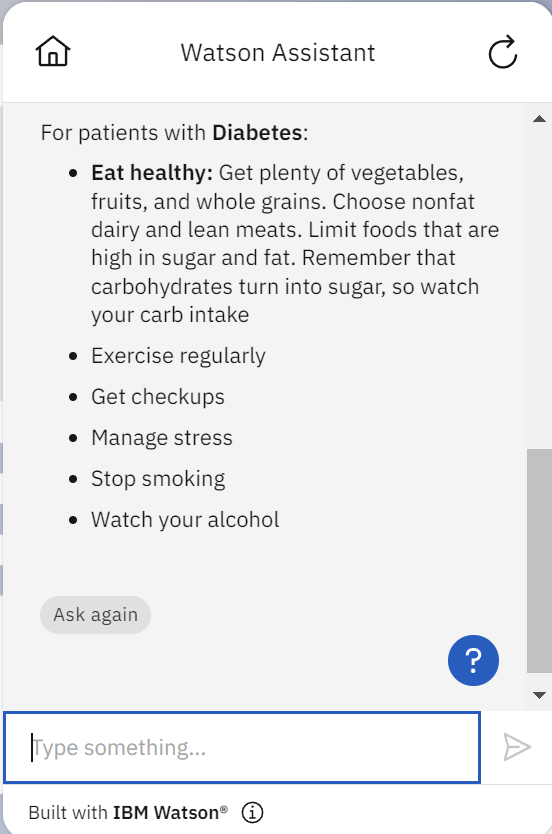 Watson Assistant
For patients with Diabetes:
• Eat healthy: Get plenty of vegetables,
fruits, and whole grains. Choose nonfat
dairy and lean meats. Limit foods that are
high in sugar and fat. Remember that
carbohydrates turn into sugar, so watch
your carb intake
• Exercise regularly
• Get checkups
• Manage stress
• Stop smoking
• Watch your alcohol
Ask again
?
Type something...
Built with IBM Watson®